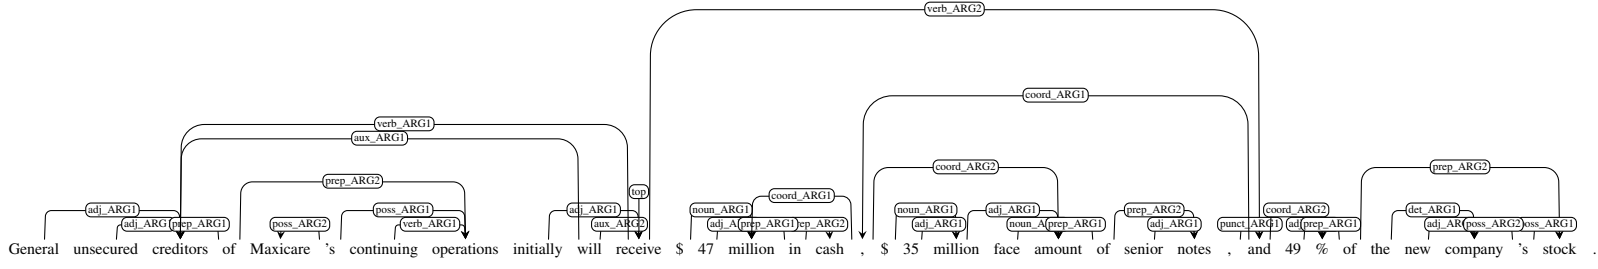 verb_ARG2
coord_ARG1
verb_ARG1
aux_ARG1
coord_ARG2 prep_ARG2
prep_ARG2
top
coord_ARG1
adj_ARG1 poss_ARG1 adj_ARG1 noun_ARG1 noun_ARG1 adj_ARG1 prep_ARG2 coord_ARG2 det_ARG1
prep_ARG1 poss_ARG2 verb_ARG1 aux_ARG2 prep_ARG1 adj_ARG1 prep_ARG1 adj_ARG1 punct_ARG1 prep_ARG1 poss_ARG2
General unsecured creditors of Maxicare 's continuing operations initially will receive $ 47 million in cash , $ 35 million face amount of senior notes , and 49 % of the new company 's stock .